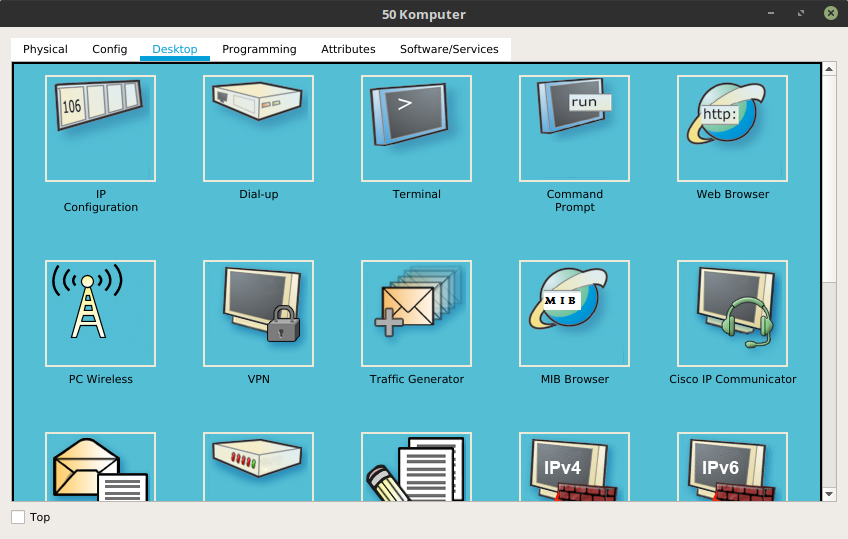 50 Komputer
Physical Config Desktop Programming Attributes Software/Services
106
>
run
http:
IP
Configuration
Dial-up
Terminal
Command
Prompt
Web Browser
MIB
PC Wireless
VPN
Traffic Generator
MIB Browser
Cisco IP Communicator
IPv4
IPv6
Top